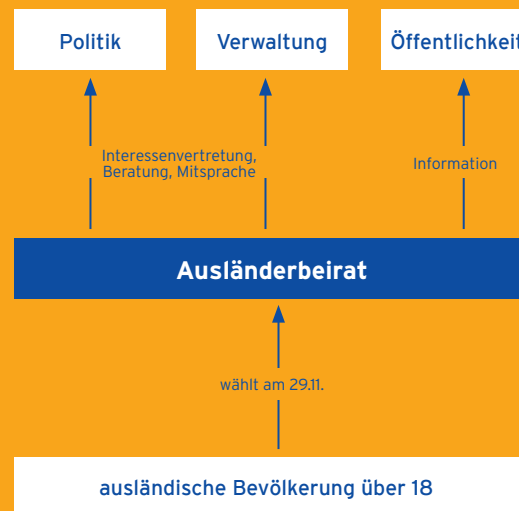 Politik
Verwaltung
Öffentlichkeit
Interessenvertretung,
Beratung, Mitsprache
Information
Ausländerbeirat
wählt am 29.11.
ausländische Bevölkerung über 18